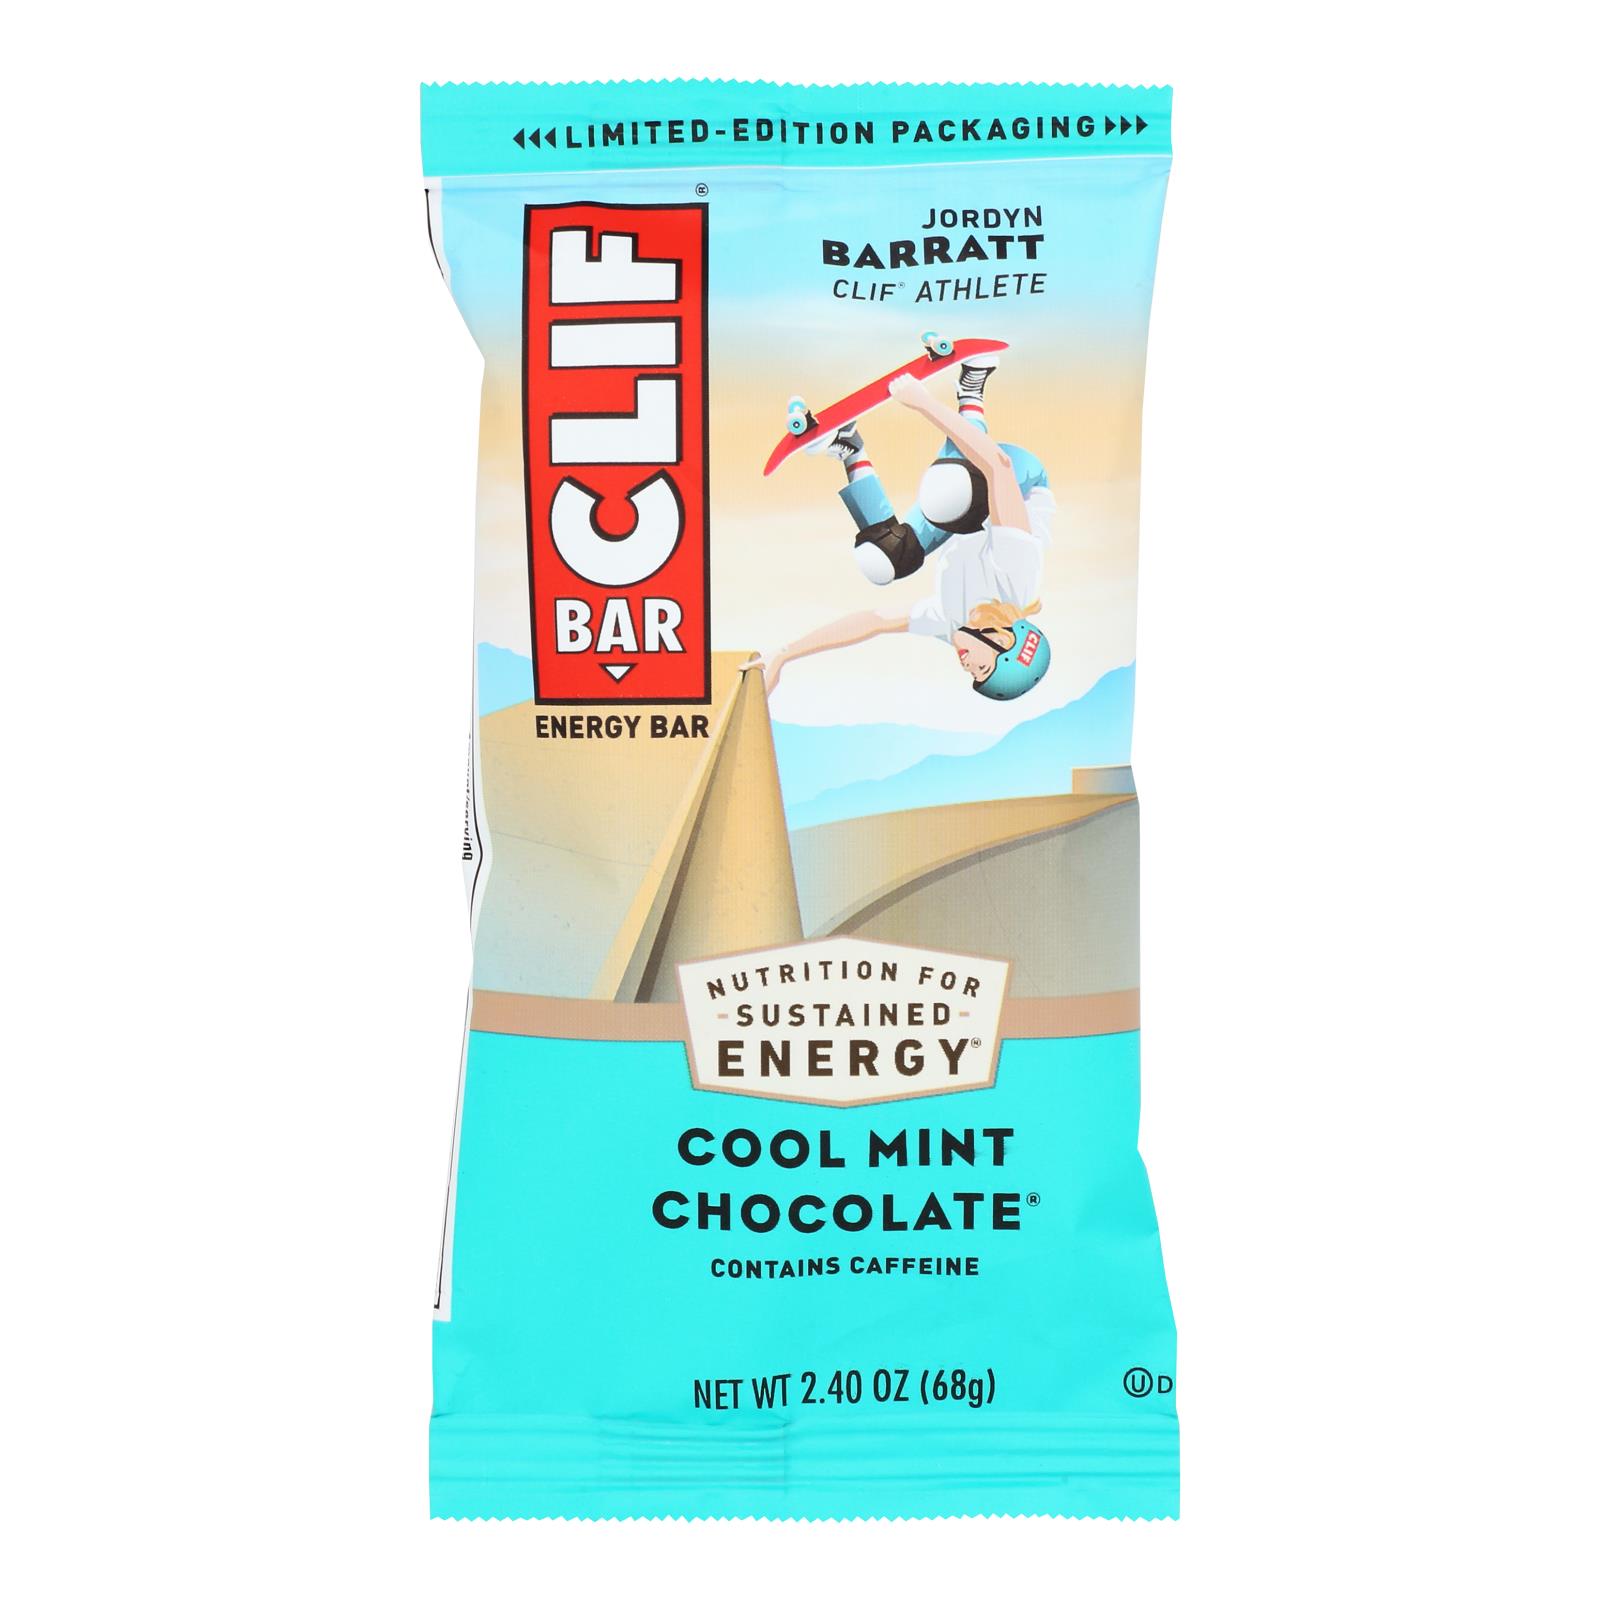 LIMITED-EDITION PACKAGING
JORDYN
BARRATT
CLIF® ATHLETE
CLIF®
BAR
ENERGY BAR
CLIF
NUTRITION FOR
-SUSTAINED-
ENERGY®
COOL MINT
CHOCOLATE®
CONTAINS CAFFEINE
NET WT 2.40 OZ (68g)
Ⓤ D